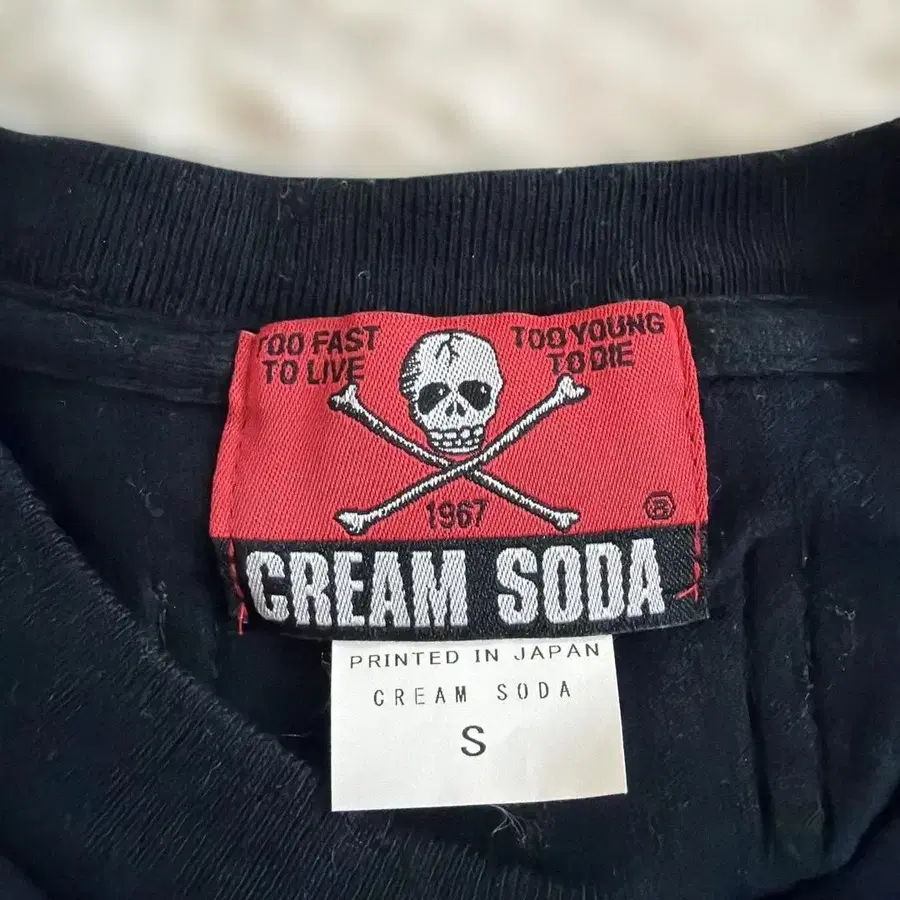 TOO FAST
TO LIVE
TOO YOUNG
TO DIE
1967
®
CREAM SODA
PRINTED IN JAPAN
CREAM SODA
S